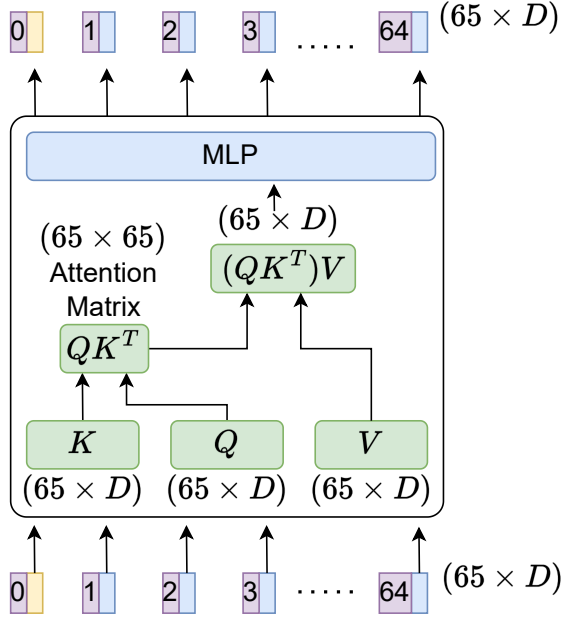 0 1 2 3 ..... 64 (65 × D)
MLP
(65 × D)
(65 × 65)
Attention
Matrix
(QK^T)V
QK^T
K Q V
(65 × D) (65 × D) (65 × D)
0 1 2 3 ..... 64 (65 × D)